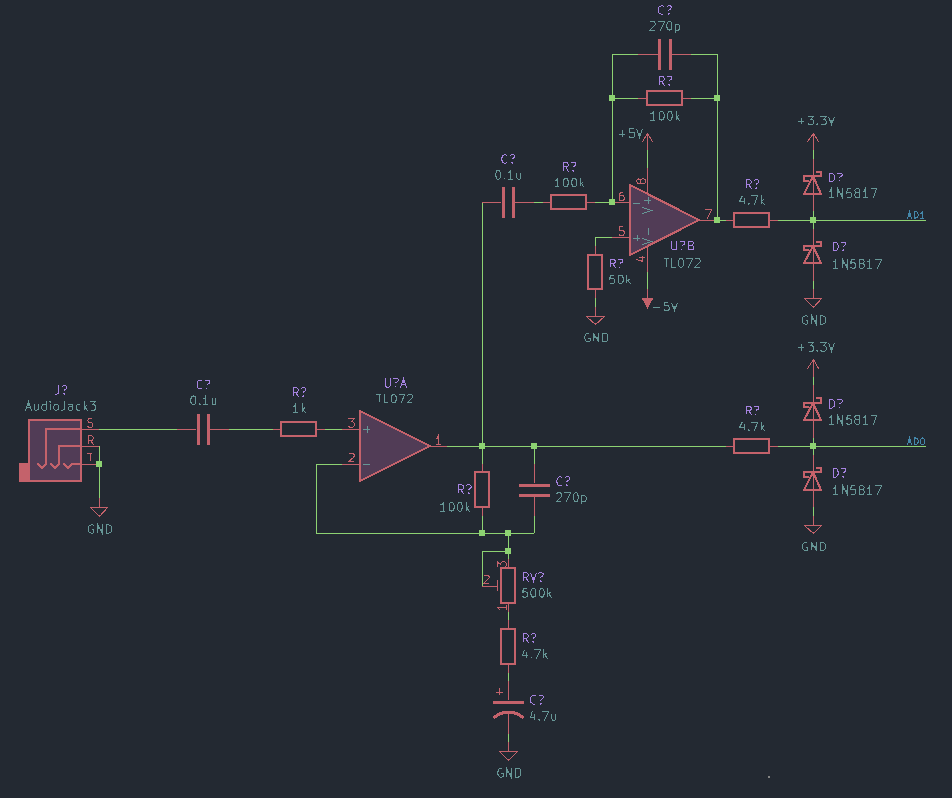 C?
270p
R?
100k
+5V
+3.3V
C?
0.1u
R?
100k
8
6
-
V+
7
R?
4.7k
D?
1N5817
AD1
5
+
V-
4
U?B
TL072
R?
50k
-5V
GND
D?
1N5817
GND
+3.3V
J?
AudioJack3
S
R
T
GND
C?
0.1u
R?
1k
U?A
TL072
3
+
2
-
1
R?
4.7k
D?
1N5817
AD0
D?
1N5817
GND
R?
100k
C?
270p
3
2
1
RV?
500k
R?
4.7k
+
C?
4.7u
GND